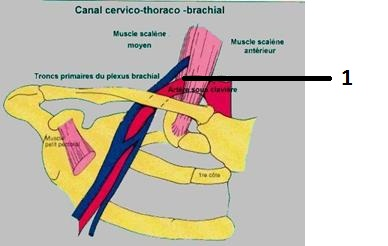 Canal cervico-thoraco -brachial
Muscle scalène
moyen
Muscle scaléne
antérieur
Troncs primaires du plexus brachial
1
Artère sous clavière
Muscle
petit pectoral
1re côte